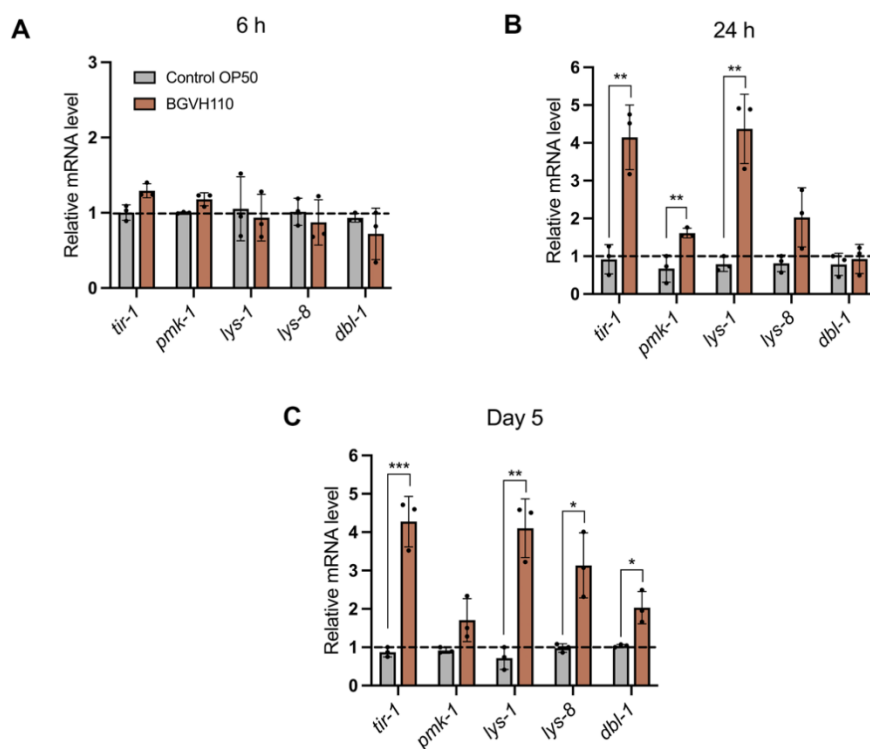 A
6 h
Relative mRNA level
3
2
1
0
Control OP50
BGVH110
tir-1
pmk-1
lys-1
lys-8
dbl-1
B
24 h
Relative mRNA level
6
5
4
3
2
1
0
**
**
**
tir-1
pmk-1
lys-1
lys-8
dbl-1
C
Day 5
Relative mRNA level
6
5
4
3
2
1
0
***
**
*
*
tir-1
pmk-1
lys-1
lys-8
dbl-1